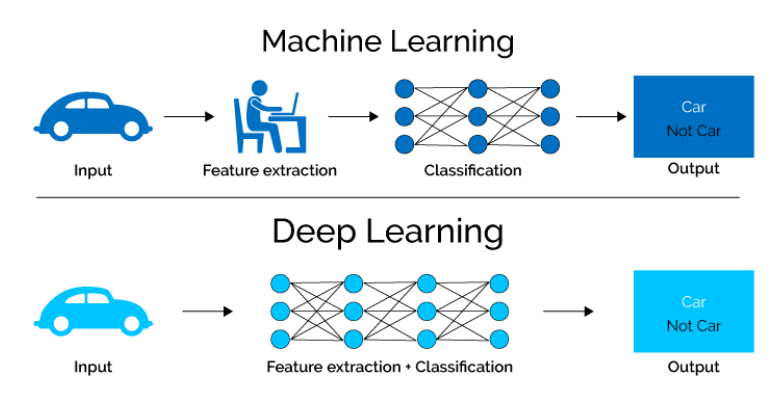 Machine Learning
Input
Feature extraction
Classification
Car
Not Car
Output
Deep Learning
Input
Feature extraction + Classification
Car
Not Car
Output